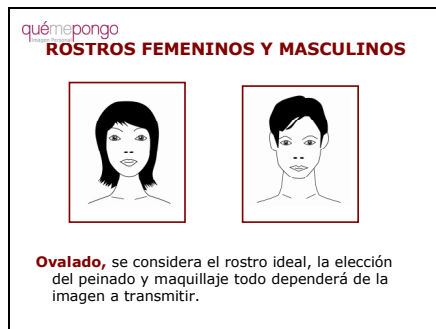 quémepongo
Imagen Personal
ROSTROS FEMENINOS Y MASCULINOS
Ovalado, se considera el rostro ideal, la elección
del peinado y maquillaje todo dependerá de la
imagen a transmitir.